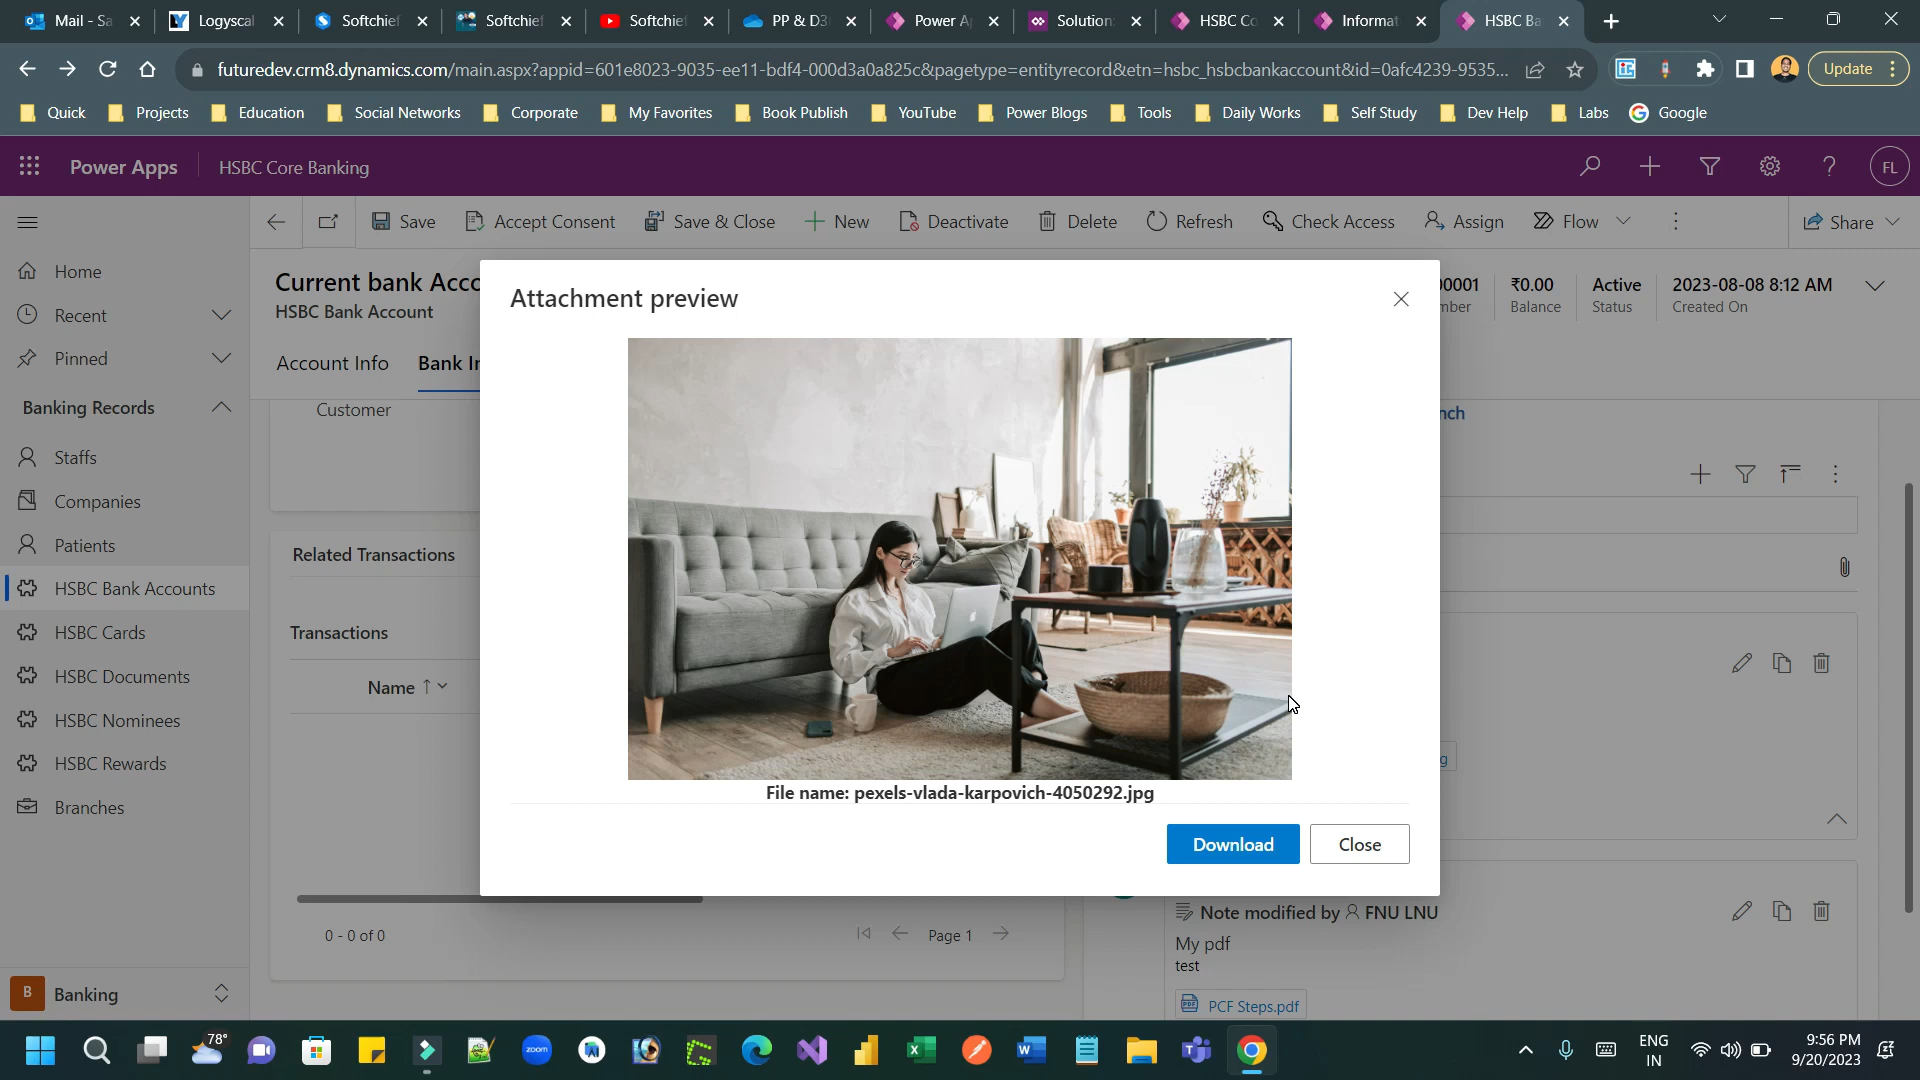 Mail - Sa
Logyscal
Softchief
Softchief
Softchief
PP & D3
Power A
Solution
HSBC Co
Informat
HSBC Ba
futuredev.crm8.dynamics.com/main.aspx?appid=601e8023-9035-ee11-bdf4-000d3a0a825c&pagetype=entityrecord&etn=hsbc_hsbcbankaccount&id=0afc4239-9535...
Update
Quick
Projects
Education
Social Networks
Corporate
My Favorites
Book Publish
YouTube
Power Blogs
Tools
Daily Works
Self Study
Dev Help
Labs
Google
Power Apps
HSBC Core Banking
FL
Save
Accept Consent
Save & Close
New
Deactivate
Delete
Refresh
Check Access
Assign
Flow
Share
Home
Recent
Pinned
Banking Records
Staffs
Companies
Patients
HSBC Bank Accounts
HSBC Cards
HSBC Documents
HSBC Nominees
HSBC Rewards
Branches
B
Banking
Current bank Acco
HSBC Bank Account
0001
mber
₹0.00
Balance
Active
Status
2023-08-08 8:12 AM
Created On
Account Info
Bank In
Customer
nch
Related Transactions
Transactions
Name
0 - 0 of 0
Page 1
Attachment preview
File name: pexels-vlada-karpovich-4050292.jpg
Download
Close
g
Note modified by FNU LNU
My pdf
test
PCF Steps.pdf
78°
zoom
ENG
IN
9:56 PM
9/20/2023